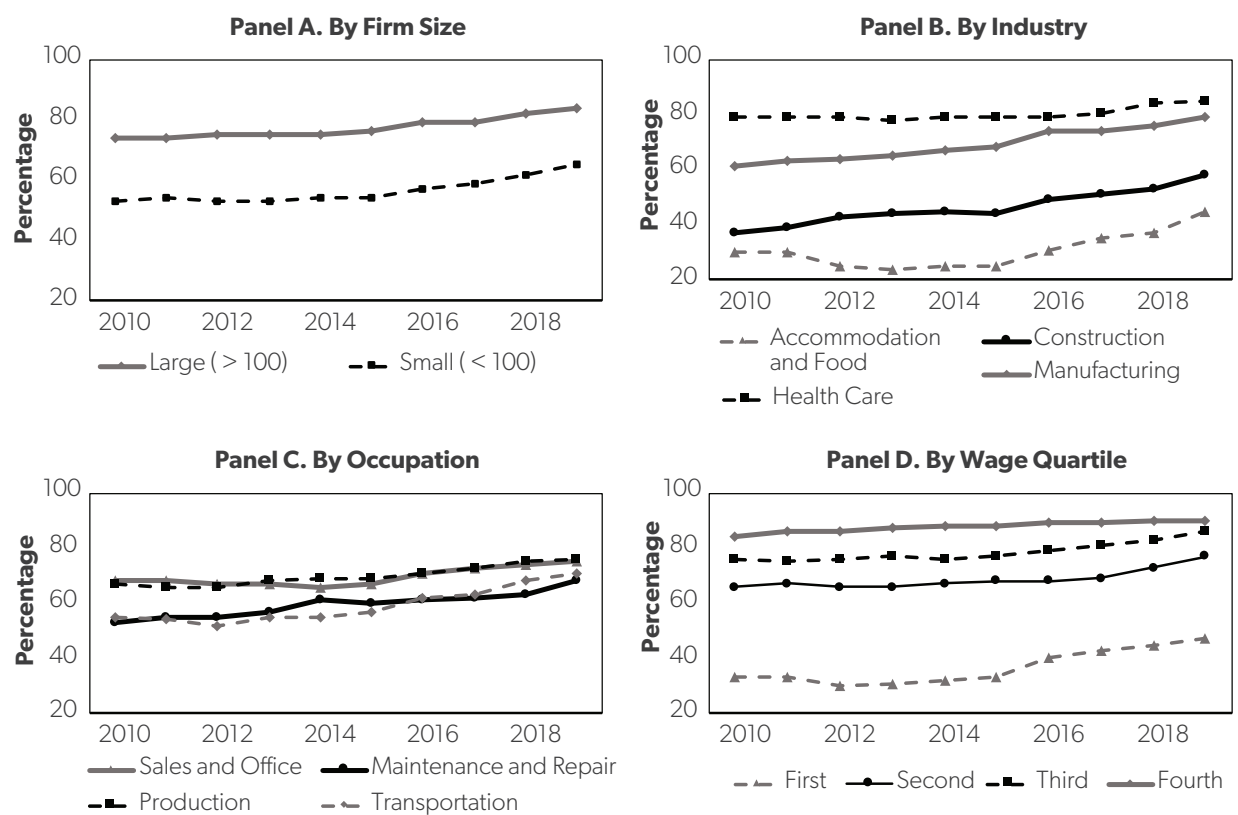 Panel A. By Firm Size
Percentage
100
80
60
40
20
2010 2012 2014 2016 2018
Large ( > 100) Small ( < 100)
Panel B. By Industry
Percentage
100
80
60
40
20
2010 2012 2014 2016 2018
Accommodation
and Food
Construction
Manufacturing
Health Care
Panel C. By Occupation
Percentage
100
80
60
40
20
2010 2012 2014 2016 2018
Sales and Office Maintenance and Repair
Production Transportation
Panel D. By Wage Quartile
Percentage
100
80
60
40
20
2010 2012 2014 2016 2018
First Second Third Fourth